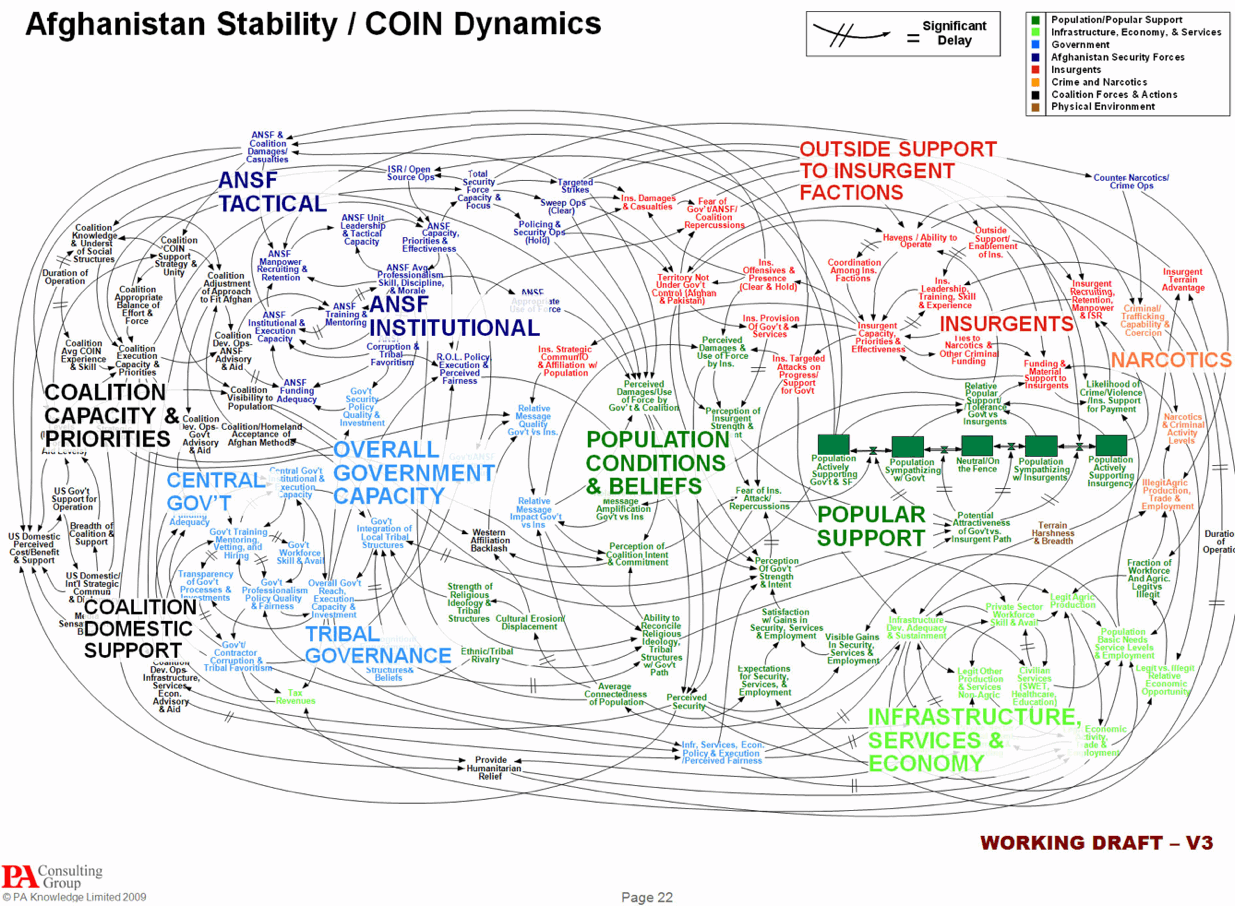 Afghanistan Stability / COIN Dynamics
Significant
Delay
=
Population/Popular Support
Infrastructure, Economy, & Services
Government
Afghanistan Security Forces
Insurgents
Crime and Narcotics
Coalition Forces & Actions
Physical Environment
ANSF &
Coalition
Damages/
Casualties
ANSF
TACTICAL
ISR / Open
Source Ops
Total
Security
Force
Capacity &
Focus
Targeted
Strikes
Sweep Ops
(Clear)
Policing &
Security Ops
(Hold)
Ins. Damages
& Casualties
Fear of
Gov't/ANSF/
Coalition
Repercussions
OUTSIDE SUPPORT
TO INSURGENT
FACTIONS
Counter Narcotics/
Crime Ops
Coalition
Knowledge
& Underst
of Social
Structures
Duration of
Operation
Coalition
COIN
Support
Strategy &
Unity
Coalition
Appropriate
Balance of
Effort &
Force
Coalition
Adjustment
of Approach
to Fit Afghan
ANSF Unit
Leadership
& Tactical
Capacity
ANSF
Capacity,
Priorities &
Effectiveness
ANSF
Manpower
Recruiting &
Retention
ANSF Avg
Professionalism
Skill, Discipline,
& Morale
ANSF
INSTITUTIONAL
ANSF
Appropriate
Use of Force
ANSF
Training &
Mentoring
ANSF
Institutional &
Execution
Capacity
Corruption &
Tribal
Favoritism
R.O.L. Policy,
Execution &
Perceived
Fairness
Coalition
Avg COIN
Experience
& Skill
Coalition
Execution
Capacity &
Priorities
Coalition
Dev. Ops-
ANSF
Advisory
& Aid
Coalition
Visibility to
Population
ANSF
Funding
Adequacy
Gov't
Security
Policy
Quality &
Investment
Territory Not
Under Gov't
Control (Afghan
& Pakistan)
Ins.
Offensives &
Presence
(Clear & Hold)
Ins. Provision
Of Gov't &
Services
Perceived
Damages &
Use of Force
by Ins.
Ins. Targeted
Attacks on
Progress/
Support
for Gov't
Ins. Strategic
Commun/IO
& Affiliation w/
Population
Havens / Ability to
Operate
Outside
Support/
Enablement
of Ins.
Coordination
Among Ins.
Factions
Ins.
Leadership,
Training, Skill
& Experience
INSURGENTS
Insurgent
Capacity,
Priorities &
Effectiveness
Ties to
Narcotics &
Other Criminal
Funding
Insurgent
Recruiting,
Retention,
Manpower
& ISR
Insurgent
Terrain
Advantage
Criminal/
Trafficking
Capability &
Coercion
NARCOTICS
Funding &
Material
Support to
Insurgents
Relative
Popular
Support/
Tolerance
Gov't vs
Insurgents
Likelihood of
Crime/Violence
/Ins. Support
for Payment
Narcotics
& Criminal
Activity
Levels
COALITION
CAPACITY &
PRIORITIES
Coalition
Dev. Ops-
Gov't
Advisory
& Aid
Coalition/Homeland
Acceptance of
Afghan Methods
OVERALL
GOVERNMENT
CAPACITY
Relative
Message
Quality
Gov't vs Ins.
Perceived
Damages/Use
of Force by
Gov't & Coalition
Perception of
Insurgent
Strength &
POPULATION
CONDITIONS
& BELIEFS
Population
Actively
Supporting
Gov't & SF
Population
Sympathizing
w/ Gov't
Neutral/On
the Fence
Population
Sympathizing
w/ Insurgents
Population
Actively
Supporting
Insurgency
POPULAR
SUPPORT
Potential
Attractiveness
of Gov't vs.
Insurgent Path
Terrain
Harshness
& Breadth
Illegit Agric
Production,
Trade &
Employment
Duration
of
Operation
CENTRAL
GOV'T
Central Gov't
Institutional &
Execution
Capacity
Adequacy
Gov't Training
Mentoring,
Vetting, and
Hiring
Gov't
Workforce
Skill & Avail
Gov't
Integration of
Local Tribal
Structures
Relative
Message
Impact Gov't
vs Ins
Western
Affiliation
Backlash
Message
Amplification
Gov't vs Ins
Perception of
Coalition Intent
& Commitment
Fear of Ins.
Attack/
Repercussions
Perception
Of Gov't
Strength
& Intent
US Gov't
Support for
Operation
Breadth of
Coalition &
Support
US Domestic
Perceived
Cost/Benefit
& Support
US Domestic/
Int'l Strategic
Commun
COALITION
DOMESTIC
SUPPORT
Transparency
of Gov't
Processes &
Investments
Gov't
Professionalism
Policy Quality
& Fairness
Overall Gov't
Reach,
Execution
Capacity &
Investment
TRIBAL
GOVERNANCE
Structures&
Beliefs
Gov't/
Contractor
Corruption &
Tribal Favoritism
Tax
Revenues
Coalition
Dev. Ops-
Infrastructure,
Services,
Econ.
Advisory
& Aid
Strength of
Religious
Ideology &
Tribal
Structures
Cultural Erosion/
Displacement
Ethnic/Tribal
Rivalry
Ability to
Reconcile
Religious
Ideology,
Tribal
Structures
w/ Gov't
Path
Average
Connectedness
of Population
Perceived
Security
Satisfaction
w/ Gains in
Security, Services
& Employment
Expectations
for Security,
Services, &
Employment
Visible Gains
In Security,
Services &
Employment
Infrastructure
Dev. Adequacy
& Sustainment
Private Sector
Workforce
Skill & Avail
Legit Agric
Production
Fraction of
Workforce
And Agric.
Legit vs
Illegit
Population
Basic Needs
Service Levels
& Employment
Legit vs. Illegit
Relative
Economic
Opportunity
Legit Other
Production
& Services
Non-Agric
Civilian
Services
(SWET,
Healthcare,
Education)
INFRASTRUCTURE,
SERVICES &
ECONOMY
Infr, Services, Econ.
Policy & Execution
/Perceived Fairness
Provide
Humanitarian
Relief
WORKING DRAFT – V3
PA Consulting
Group
© PA Knowledge Limited 2009
Page 22